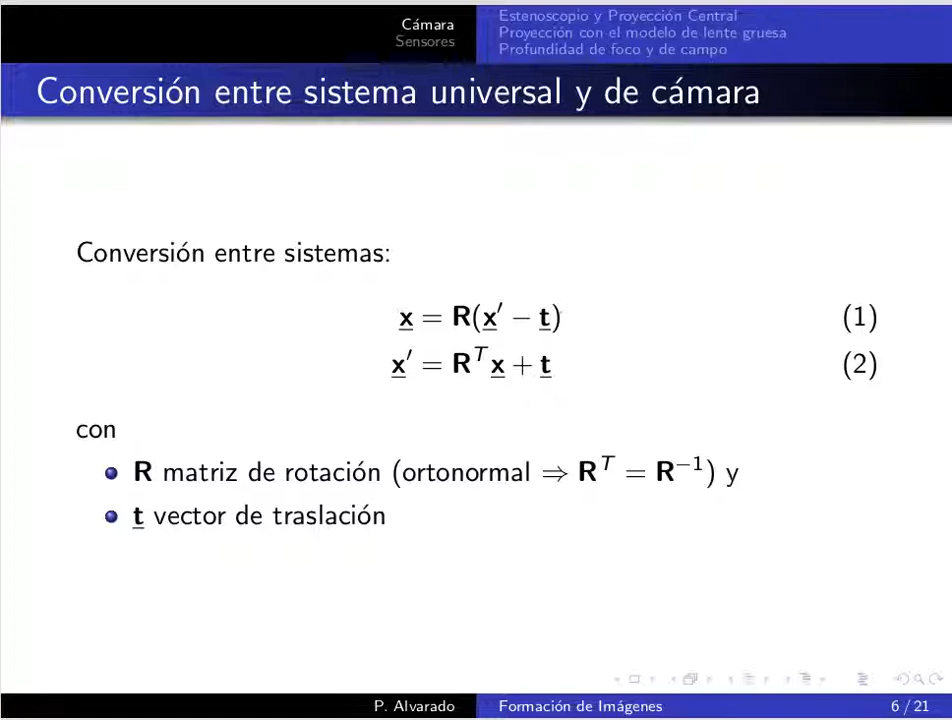 Cámara
Sensores
Estenoscopio y Proyección Central
Proyección con el modelo de lente gruesa
Profundidad de foco y de campo
Conversión entre sistema universal y de cámara
Conversión entre sistemas:
x = R(x′ − t) (1)
x′ = Rᵀx + t (2)
con
R matriz de rotación (ortonormal ⇒ Rᵀ = R⁻¹) y
t vector de traslación
P. Alvarado
Formación de Imágenes
6 / 21